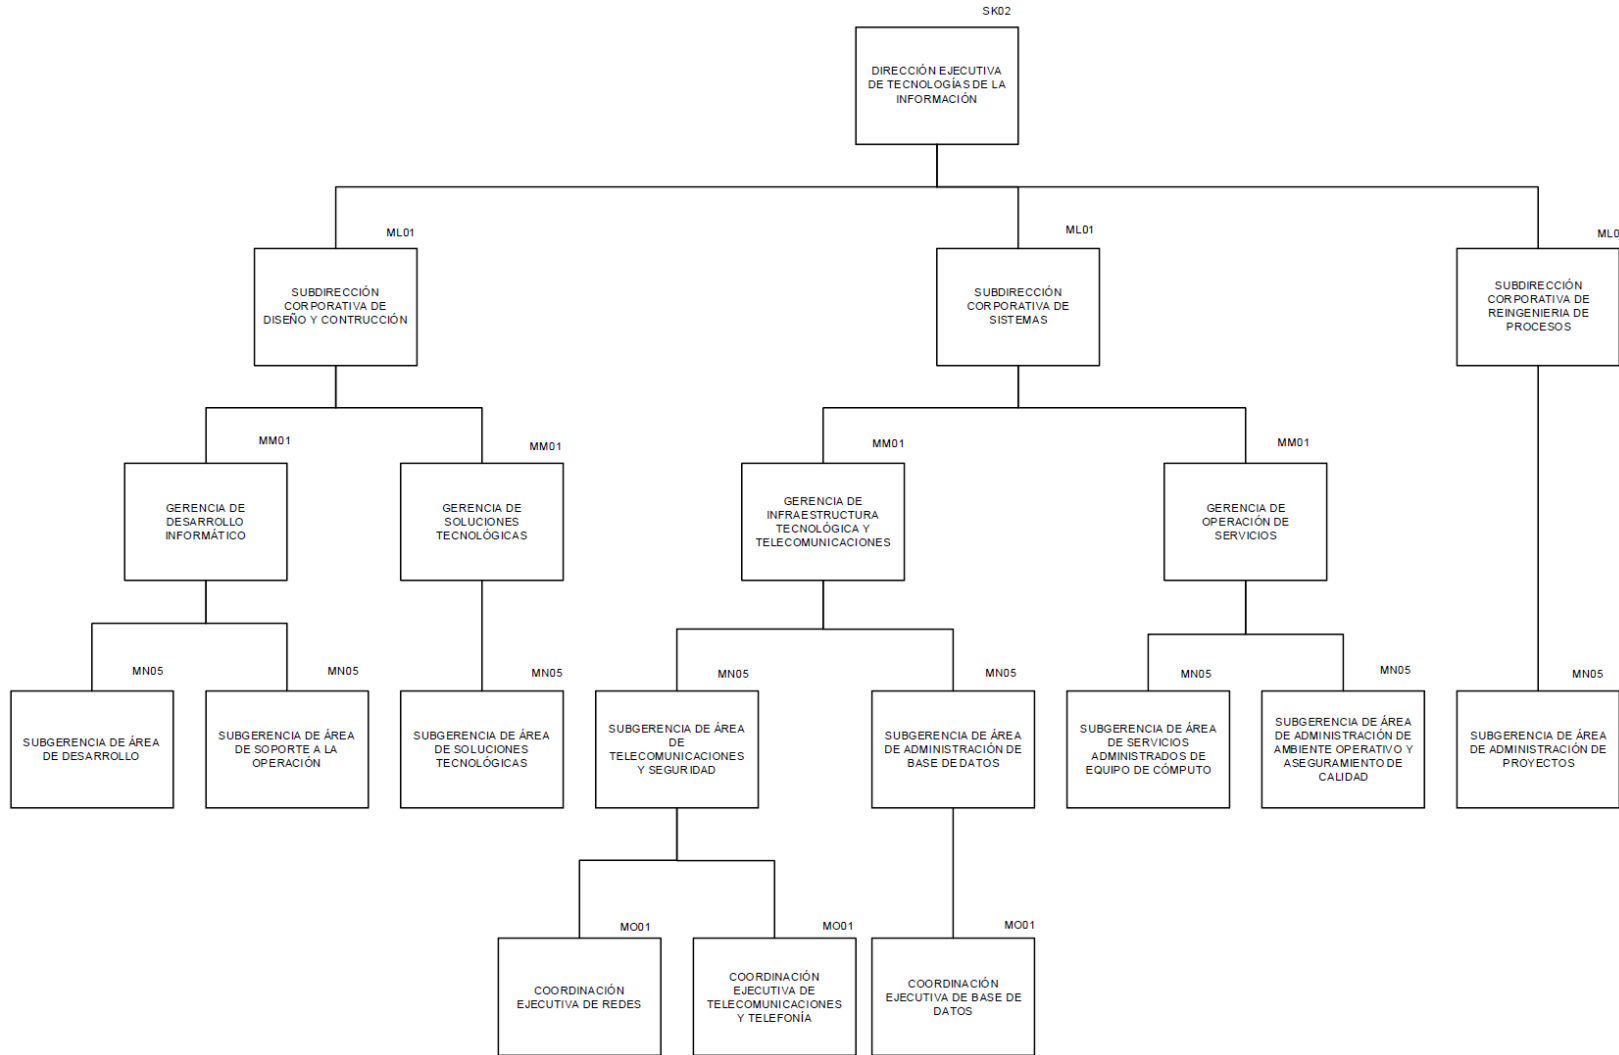 SK02
DIRECCIÓN EJECUTIVA
DE TECNOLOGÍAS DE LA
INFORMACIÓN
ML01
SUBDIRECCIÓN
CORPORATIVA DE
DISEÑO Y CONTRUCCIÓN
ML01
SUBDIRECCIÓN
CORPORATIVA DE
SISTEMAS
ML0
SUBDIRECCIÓN
CORPORATIVA DE
REINGENIERIA DE
PROCESOS
MM01
GERENCIA DE
DESARROLLO
INFORMÁTICO
MM01
GERENCIA DE
SOLUCIONES
TECNOLÓGICAS
MM01
GERENCIA DE
INFRAESTRUCTURA
TECNOLÓGICA Y
TELECOMUNICACIONES
MM01
GERENCIA DE
OPERACIÓN DE
SERVICIOS
MN05
SUBGERENCIA DE ÁREA
DE DESARROLLO
MN05
SUBGERENCIA DE ÁREA
DE SOPORTE A LA
OPERACIÓN
MN05
SUBGERENCIA DE ÁREA
DE SOLUCIONES
TECNOLÓGICAS
MN05
SUBGERENCIA DE ÁREA
DE
TELECOMUNICACIONES
Y SEGURIDAD
MN05
SUBGERENCIA DE ÁREA
DE ADMINISTRACIÓN DE
BASE DE DATOS
MN05
SUBGERENCIA DE ÁREA
DE SERVICIOS
ADMINISTRADOS DE
EQUIPO DE CÓMPUTO
MN05
SUBGERENCIA DE ÁREA
DE ADMINISTRACIÓN DE
AMBIENTE OPERATIVO Y
ASEGURAMIENTO DE
CALIDAD
MN05
SUBGERENCIA DE ÁREA
DE ADMINISTRACIÓN DE
PROYECTOS
MO01
COORDINACIÓN
EJECUTIVA DE REDES
MO01
COORDINACIÓN
EJECUTIVA DE
TELECOMUNICACIONES
Y TELEFONÍA
MO01
COORDINACIÓN
EJECUTIVA DE BASE DE
DATOS